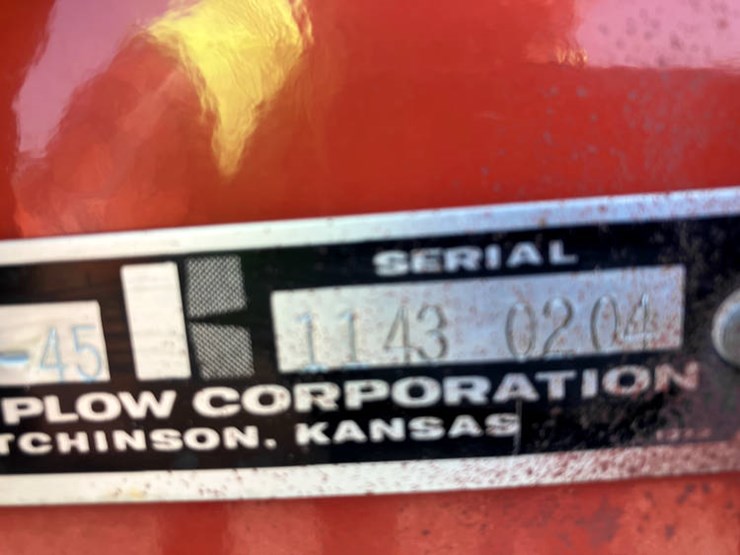 SERIAL
-45 1143 0204
PLOW CORPORATION
TCHINSON, KANSAS